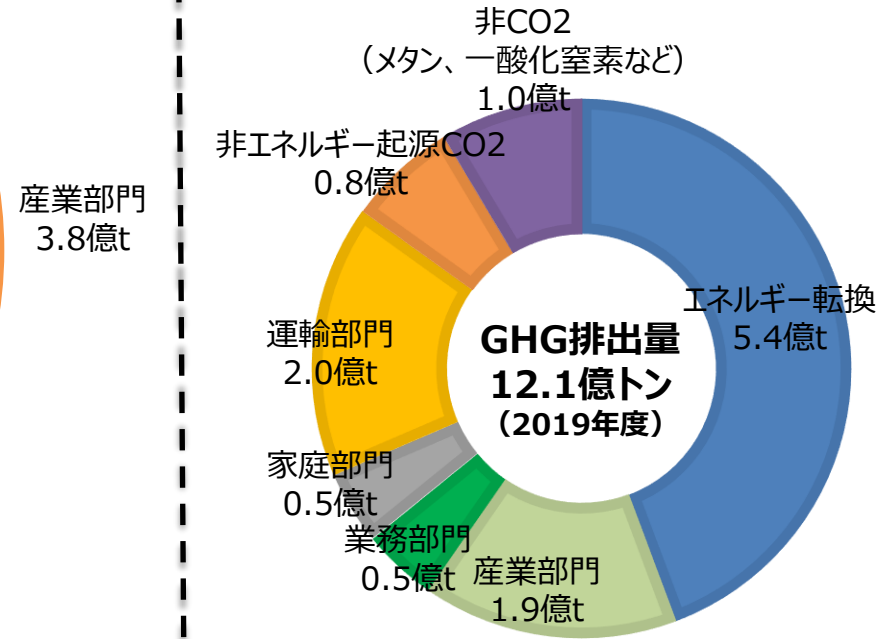 産業部門
3.8億t
非CO2
（メタン、一酸化窒素など）
1.0億t
非エネルギー起源CO2
0.8億t
エネルギー転換
5.4億t
運輸部門
2.0億t
GHG排出量
12.1億トン
（2019年度）
家庭部門
0.5億t
業務部門
0.5億t
産業部門
1.9億t